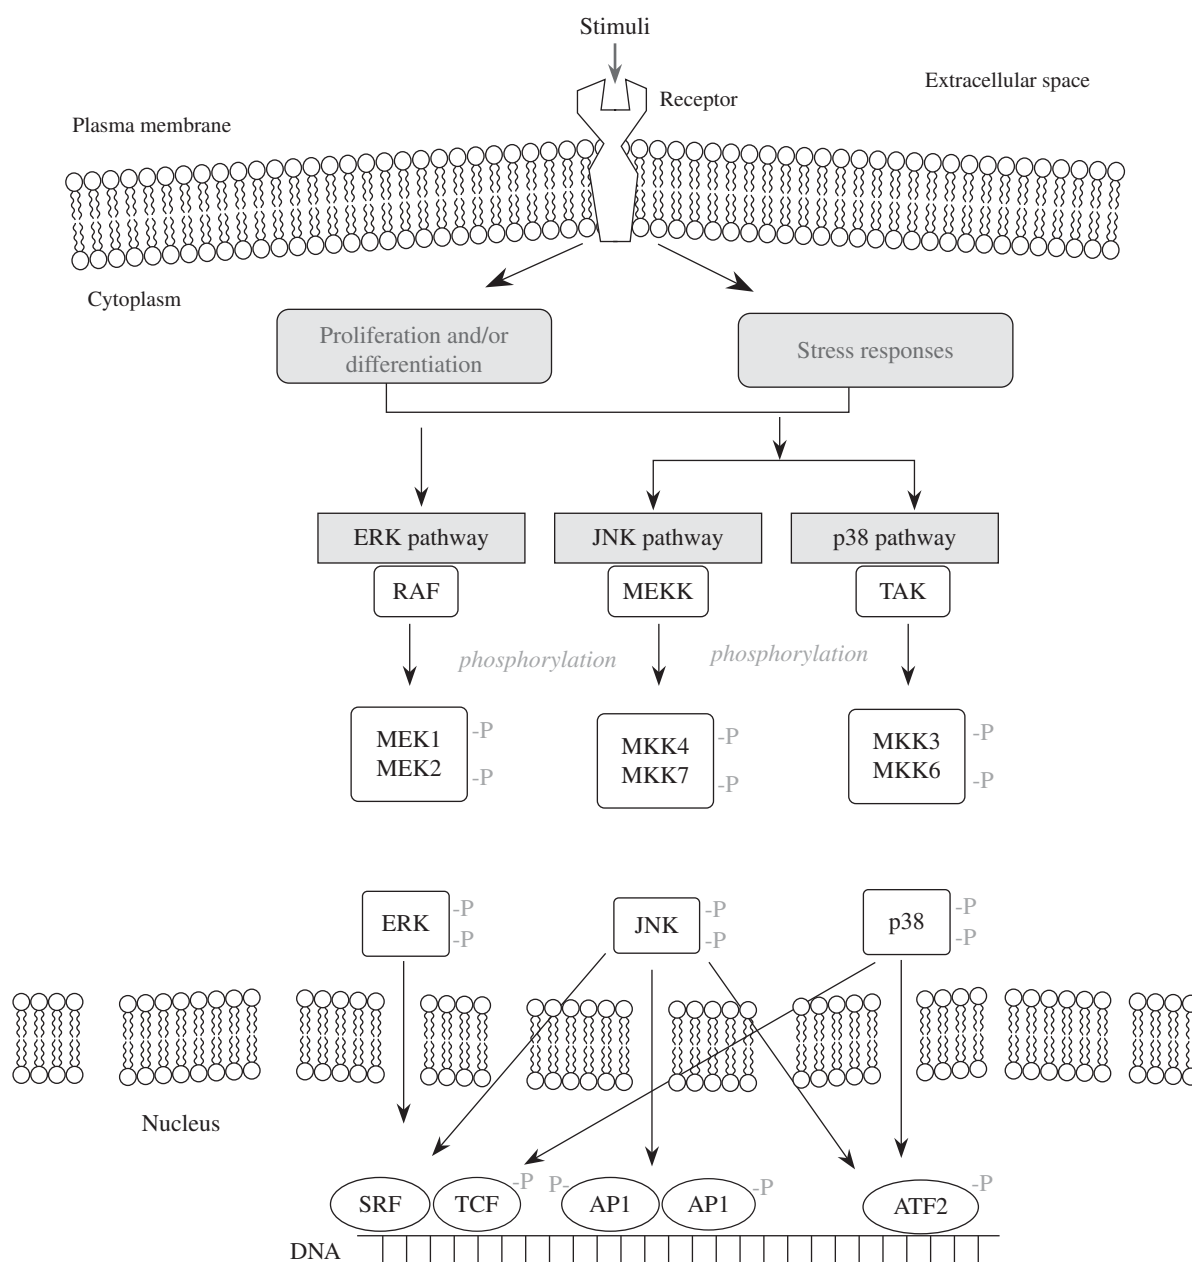 Stimuli
Extracellular space
Receptor
Plasma membrane
Cytoplasm
Proliferation and/or
differentiation
Stress responses
ERK pathway
JNK pathway
p38 pathway
RAF
MEKK
TAK
phosphorylation
phosphorylation
MEK1
MEK2
-P
-P
MKK4
MKK7
-P
-P
MKK3
MKK6
-P
-P
ERK
-P
-P
JNK
-P
-P
p38
-P
-P
Nucleus
SRF
TCF
-P
P-
AP1
AP1
-P
ATF2
-P
DNA